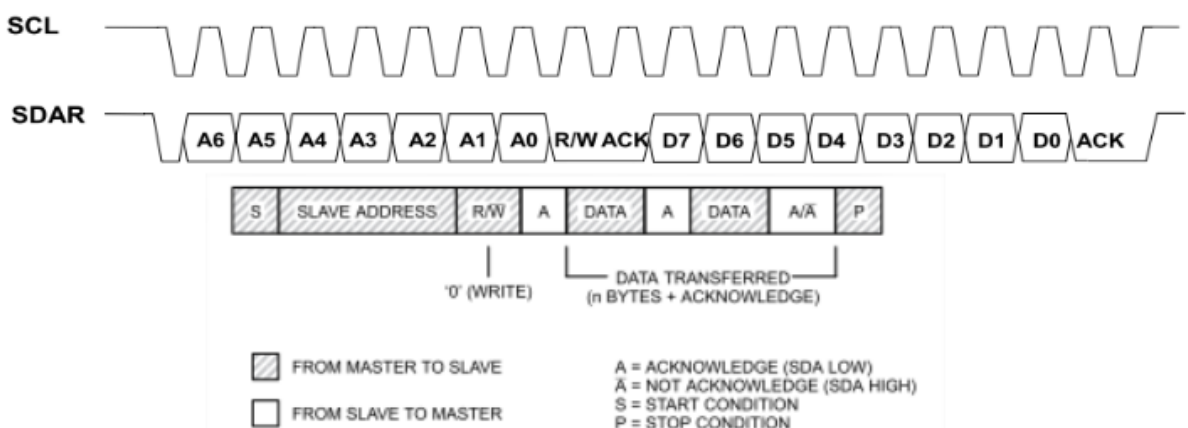 SCL
SDAR A6 A5 A4 A3 A2 A1 A0 R/W ACK D7 D6 D5 D4 D3 D2 D1 D0 ACK
S SLAVE ADDRESS R/W̅ A DATA A DATA A/A̅ P
'0' (WRITE)
DATA TRANSFERRED
(n BYTES + ACKNOWLEDGE)
FROM MASTER TO SLAVE
FROM SLAVE TO MASTER
A = ACKNOWLEDGE (SDA LOW)
A̅ = NOT ACKNOWLEDGE (SDA HIGH)
S = START CONDITION
P = STOP CONDITION